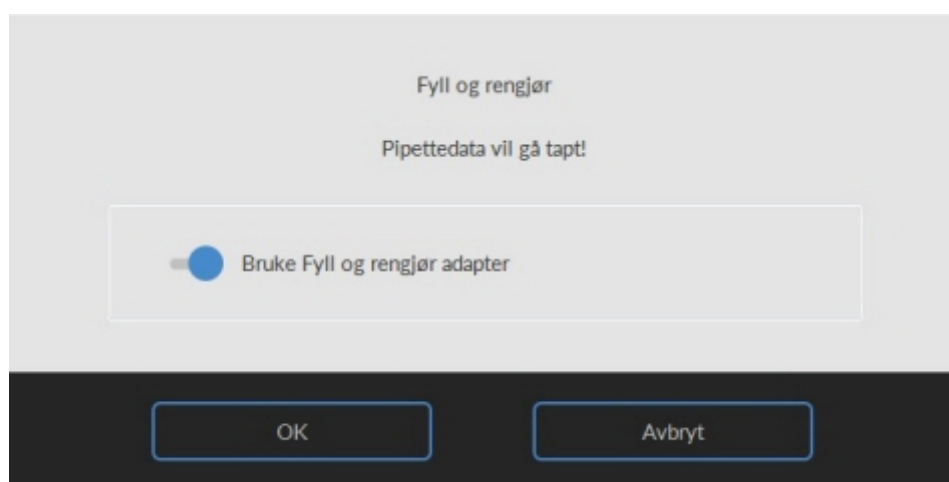 Fyll og rengjør
Pipettedata vil gå tapt!
Bruke Fyll og rengjør adapter
OK
Avbryt